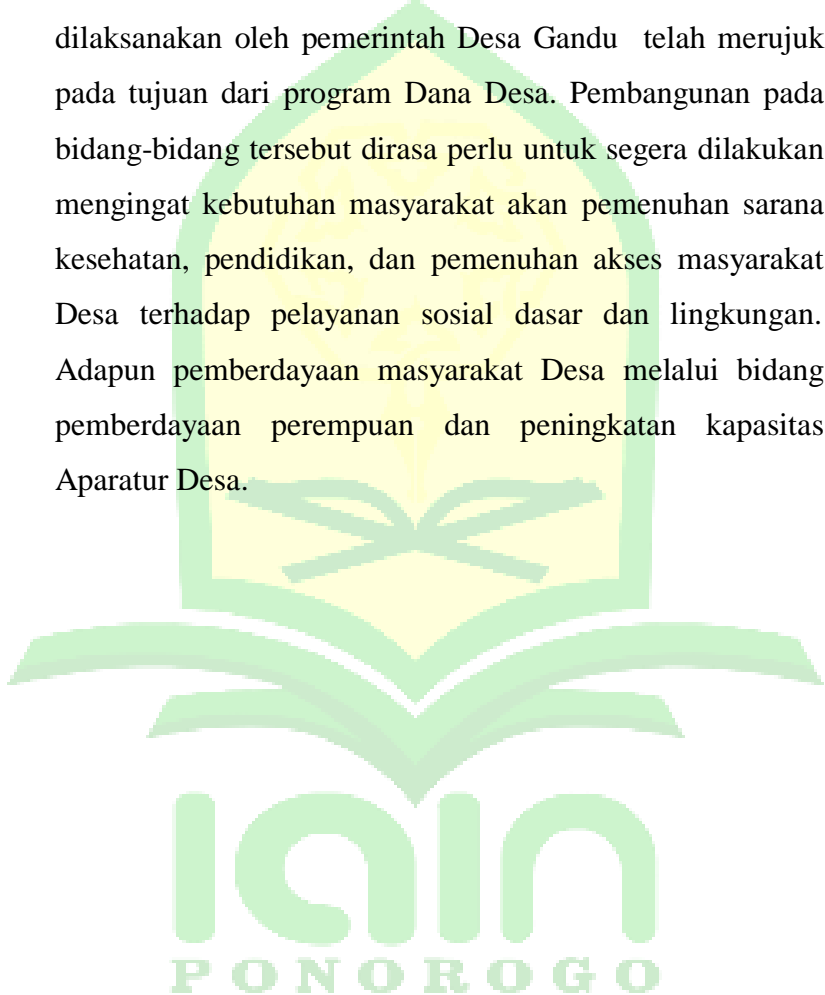 dilaksanakan oleh pemerintah Desa Gandu telah merujuk
pada tujuan dari program Dana Desa. Pembangunan pada
bidang-bidang tersebut dirasa perlu untuk segera dilakukan
mengingat kebutuhan masyarakat akan pemenuhan sarana
kesehatan, pendidikan, dan pemenuhan akses masyarakat
Desa terhadap pelayanan sosial dasar dan lingkungan.
Adapun pemberdayaan masyarakat Desa melalui bidang
pemberdayaan perempuan dan peningkatan kapasitas
Aparatur Desa.
iain
PONOROGO